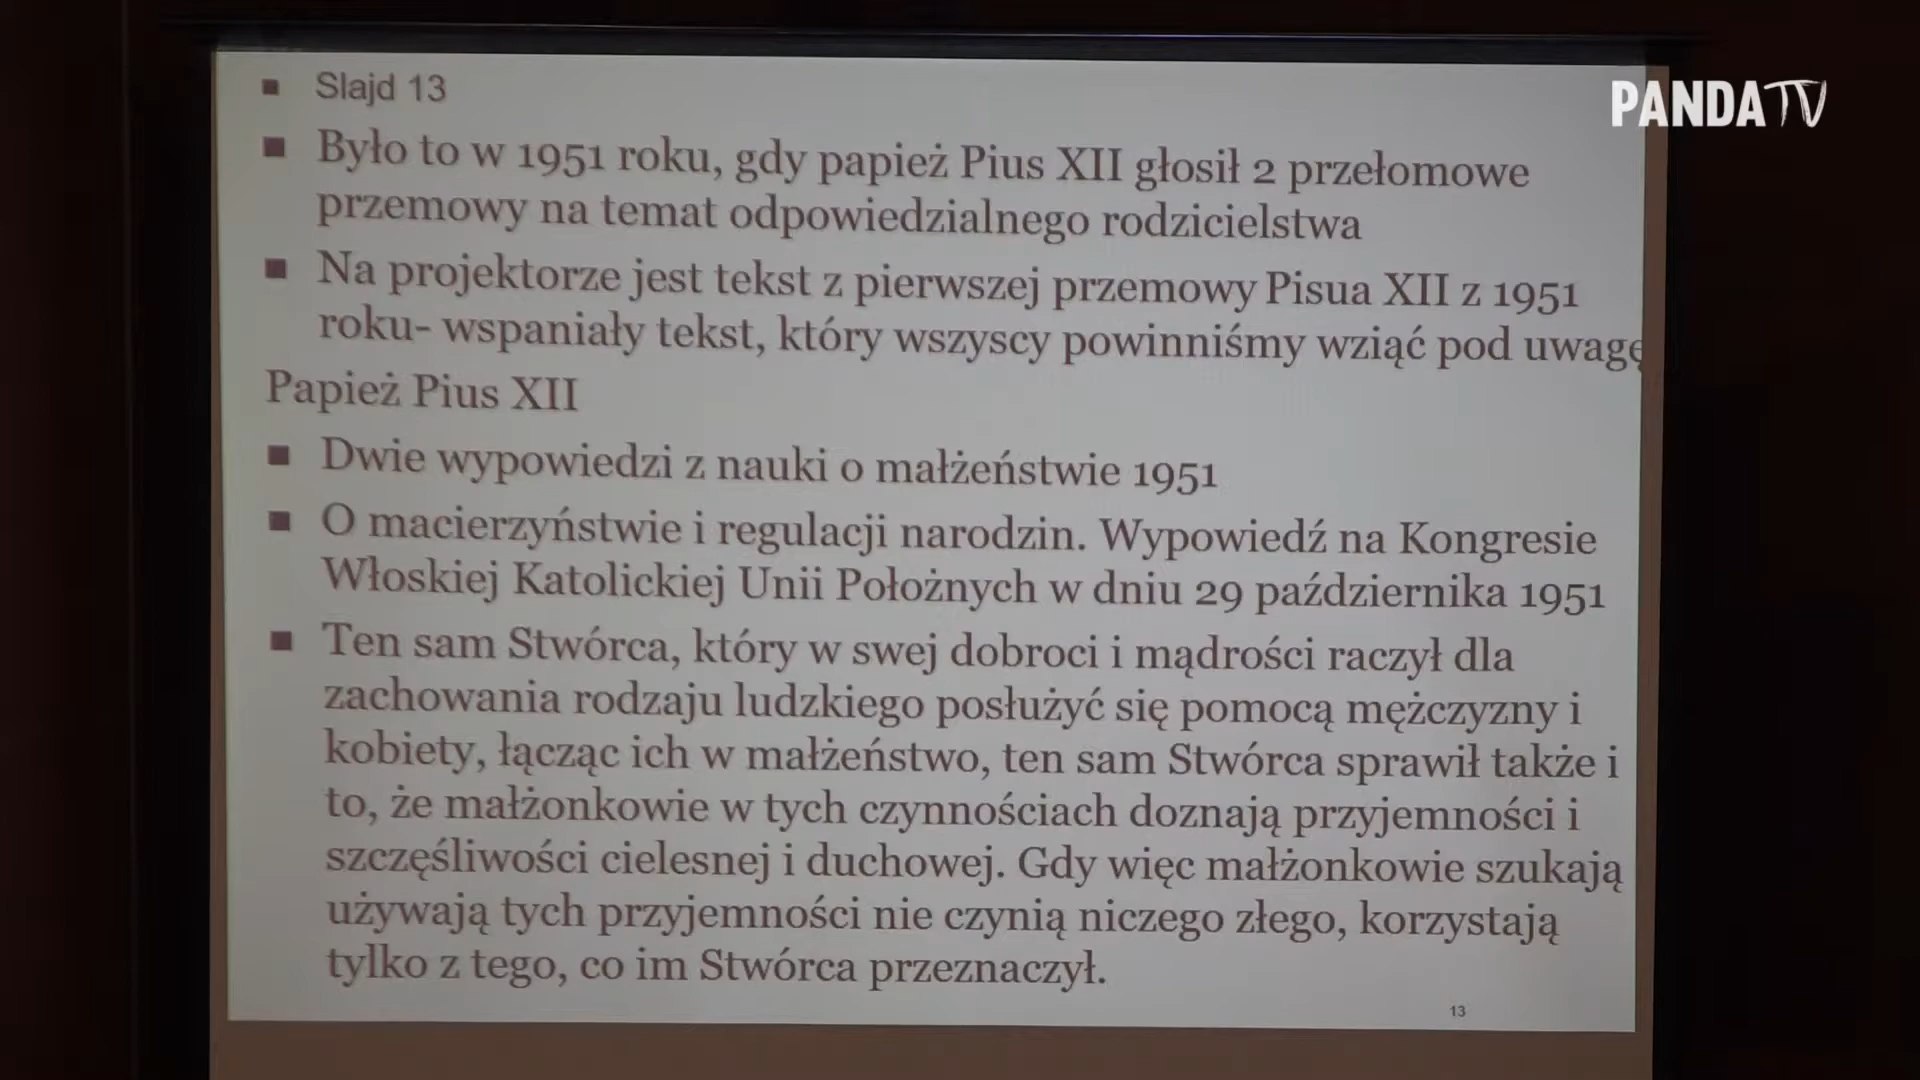 PANDA TV
Slajd 13
Było to w 1951 roku, gdy papież Pius XII głosił 2 przełomowe
przemowy na temat odpowiedzialnego rodzicielstwa
Na projektorze jest tekst z pierwszej przemowy Pisua XII z 1951
roku- wspaniały tekst, który wszyscy powinniśmy wziąć pod uwagę
Papież Pius XII
Dwie wypowiedzi z nauki o małżeństwie 1951
O macierzyństwie i regulacji narodzin. Wypowiedź na Kongresie
Włoskiej Katolickiej Unii Położnych w dniu 29 października 1951
Ten sam Stwórca, który w swej dobroci i mądrości raczył dla
zachowania rodzaju ludzkiego posłużyć się pomocą mężczyzny i
kobiety, łącząc ich w małżeństwo, ten sam Stwórca sprawił także i
to, że małżonkowie w tych czynnościach doznają przyjemności i
szczęśliwości cielesnej i duchowej. Gdy więc małżonkowie szukają
używają tych przyjemności nie czynią niczego złego, korzystają
tylko z tego, co im Stwórca przeznaczył.
13